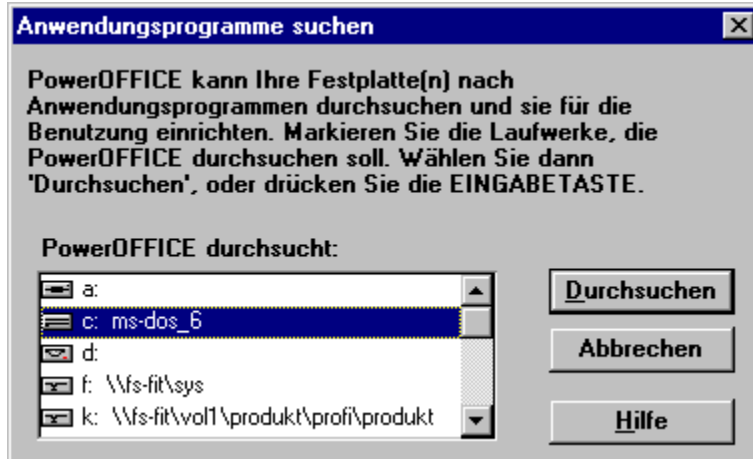 Anwendungsprogramme suchen
PowerOFFICE kann Ihre Festplatte(n) nach
Anwendungsprogrammen durchsuchen und sie für die
Benutzung einrichten. Markieren Sie die Laufwerke, die
PowerOFFICE durchsuchen soll. Wählen Sie dann
'Durchsuchen', oder drücken Sie die EINGABETASTE.
PowerOFFICE durchsucht:
a:
c: ms-dos_6
d:
f: \\fs-fit\sys
k: \\fs-fit\vol1\produkt\profi\produkt
Durchsuchen
Abbrechen
Hilfe